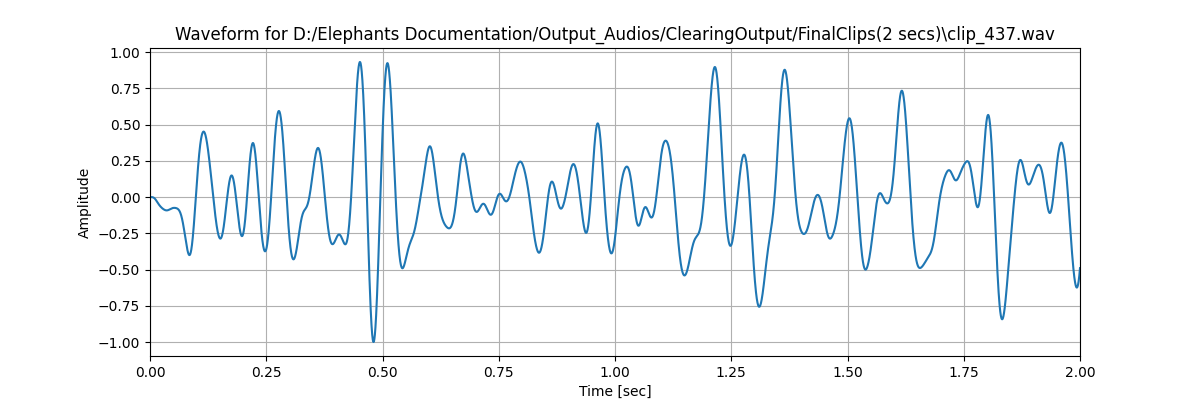 Waveform for D:/Elephants Documentation/Output_Audios/ClearingOutput/FinalClips(2 secs)\clip_437.wav
1.00
0.75
0.50
0.25
0.00
−0.25
−0.50
−0.75
−1.00
Amplitude
0.00 0.25 0.50 0.75 1.00 1.25 1.50 1.75 2.00
Time [sec]